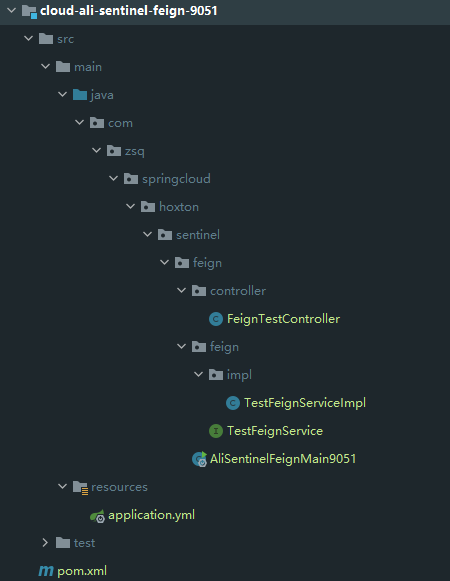 cloud-ali-sentinel-feign-9051
src
main
java
com
zsq
springcloud
hoxton
sentinel
feign
controller
FeignTestController
feign
impl
TestFeignServiceImpl
TestFeignService
AliSentinelFeignMain9051
resources
application.yml
test
pom.xml